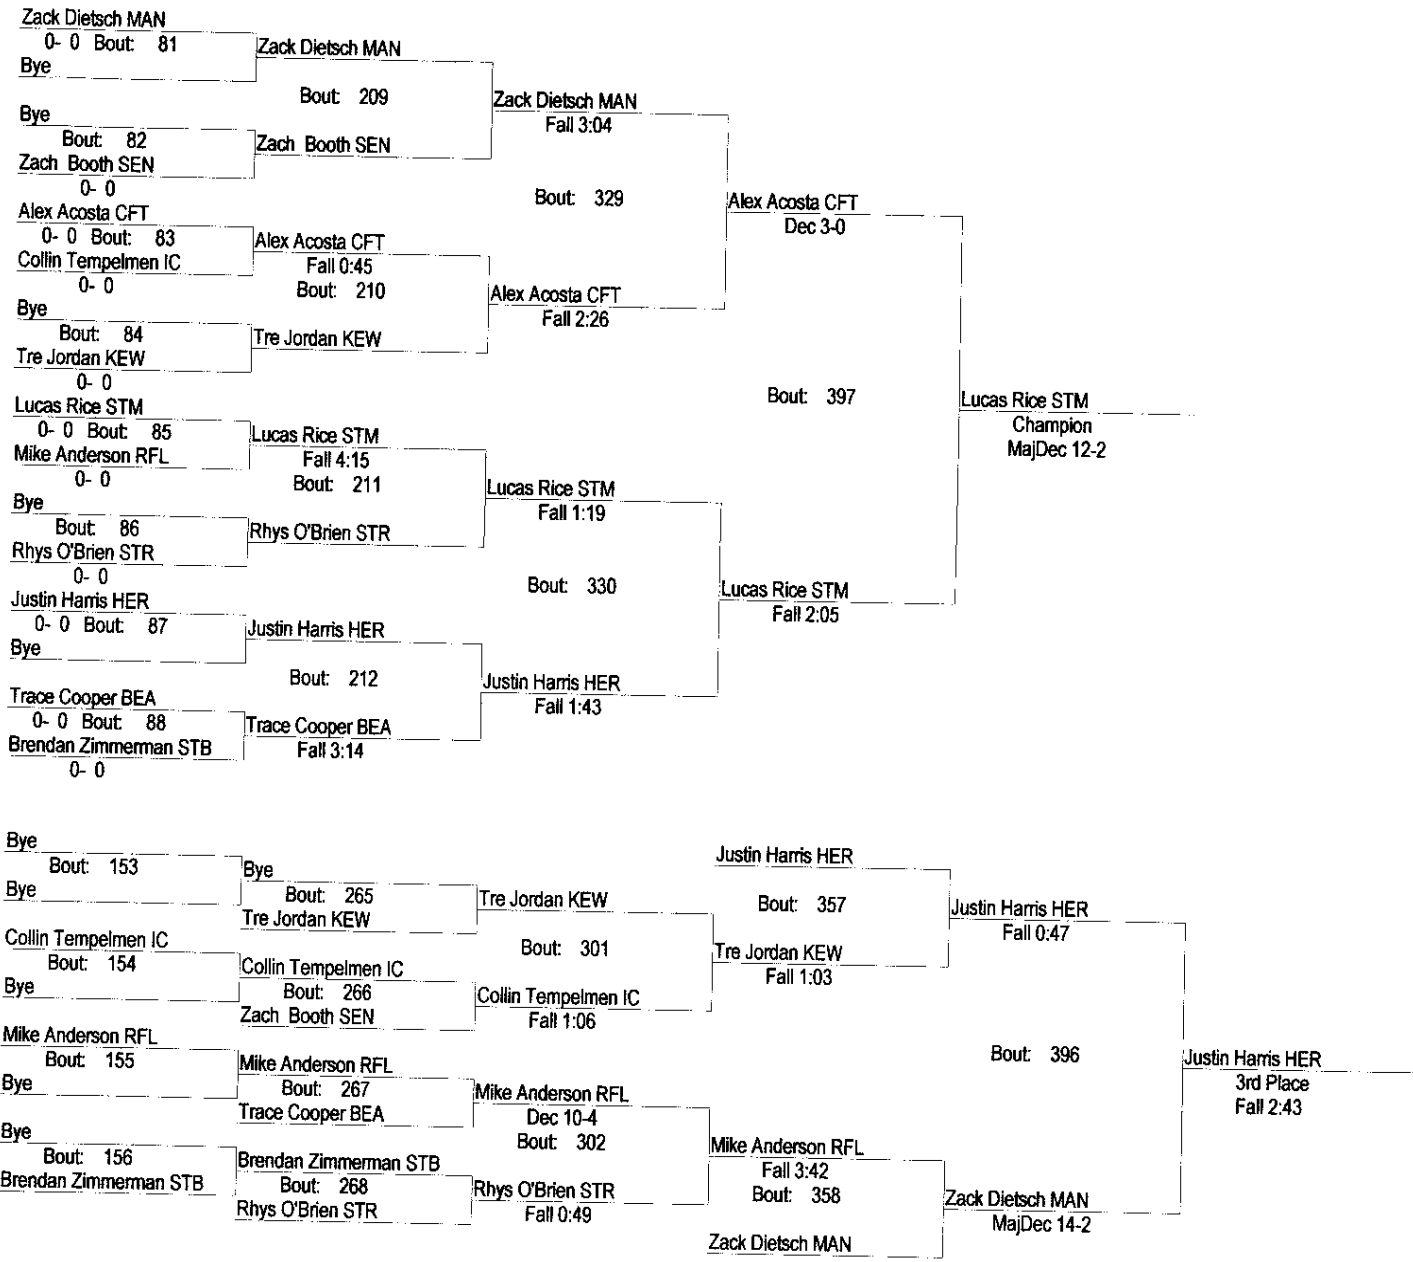 Zack Dietsch MAN
0- 0 Bout: 81
Bye
Zack Dietsch MAN
Bout: 209
Bye
Bout: 82
Zach Booth SEN
0- 0
Zach Booth SEN
Zack Dietsch MAN
Fall 3:04
Bout: 329
Alex Acosta CFT
0- 0 Bout: 83
Collin Tempelmen IC
0- 0
Alex Acosta CFT
Fall 0:45
Bout: 210
Bye
Bout: 84
Tre Jordan KEW
0- 0
Tre Jordan KEW
Alex Acosta CFT
Fall 2:26
Alex Acosta CFT
Dec 3-0
Bout: 397
Lucas Rice STM
Champion
MajDec 12-2
Lucas Rice STM
0- 0 Bout: 85
Mike Anderson RFL
0- 0
Lucas Rice STM
Fall 4:15
Bout: 211
Bye
Bout: 86
Rhys O'Brien STR
0- 0
Rhys O'Brien STR
Lucas Rice STM
Fall 1:19
Bout: 330
Lucas Rice STM
Fall 2:05
Justin Harris HER
0- 0 Bout: 87
Bye
Justin Harris HER
Bout: 212
Trace Cooper BEA
0- 0 Bout: 88
Brendan Zimmerman STB
0- 0
Trace Cooper BEA
Fall 3:14
Justin Harris HER
Fall 1:43
Bye
Bout: 153
Bye
Bye
Bout: 265
Tre Jordan KEW
Tre Jordan KEW
Bout: 301
Collin Tempelmen IC
Bout: 154
Bye
Collin Tempelmen IC
Bout: 266
Zach Booth SEN
Collin Tempelmen IC
Fall 1:06
Justin Harris HER
Bout: 357
Tre Jordan KEW
Fall 1:03
Justin Harris HER
Fall 0:47
Bout: 396
Justin Harris HER
3rd Place
Fall 2:43
Mike Anderson RFL
Bout: 155
Bye
Mike Anderson RFL
Bout: 267
Trace Cooper BEA
Mike Anderson RFL
Dec 10-4
Bout: 302
Bye
Bout: 156
Brendan Zimmerman STB
Brendan Zimmerman STB
Bout: 268
Rhys O'Brien STR
Rhys O'Brien STR
Fall 0:49
Mike Anderson RFL
Fall 3:42
Bout: 358
Zack Dietsch MAN
Zack Dietsch MAN
MajDec 14-2